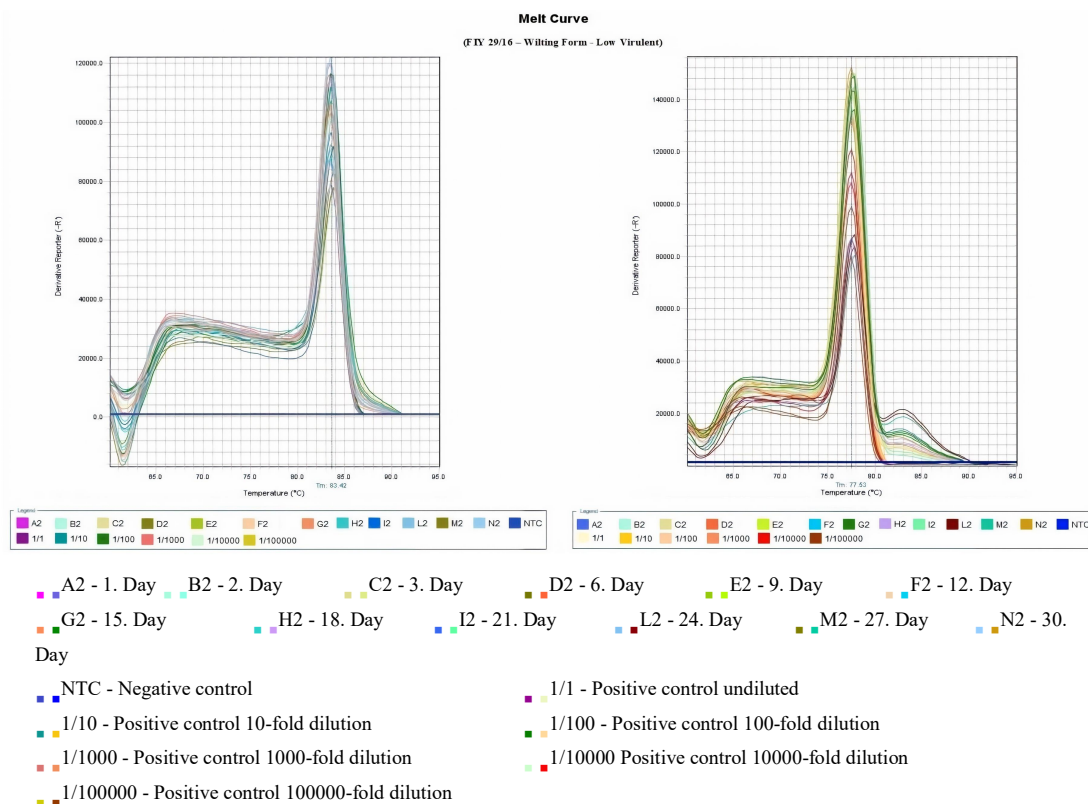 Melt Curve
(FIY 29/16 – Wilting Form - Low Virulent)
120000.0
100000.0
80000.0
60000.0
40000.0
20000.0
0.0
Derivative Reporter (-R')
65.0 70.0 75.0 80.0 85.0 90.0 95.0
Tm: 83.42
Temperature (°C)
140000.0
120000.0
100000.0
80000.0
60000.0
40000.0
20000.0
Derivative Reporter (-R')
65.0 70.0 75.0 80.0 85.0 90.0 95.0
Tm: 77.53
Temperature (°C)
Legend
A2 B2 C2 D2 E2 F2 G2 H2 I2 L2 M2 N2 NTC
1/1 1/10 1/100 1/1000 1/10000 1/100000
Legend
A2 B2 C2 D2 E2 F2 G2 H2 I2 L2 M2 N2 NTC
1/1 1/10 1/100 1/1000 1/10000 1/100000
A2 - 1. Day B2 - 2. Day C2 - 3. Day D2 - 6. Day E2 - 9. Day F2 - 12. Day
G2 - 15. Day H2 - 18. Day I2 - 21. Day L2 - 24. Day M2 - 27. Day N2 - 30.
Day
NTC - Negative control 1/1 - Positive control undiluted
1/10 - Positive control 10-fold dilution 1/100 - Positive control 100-fold dilution
1/1000 - Positive control 1000-fold dilution 1/10000 Positive control 10000-fold dilution
1/100000 - Positive control 100000-fold dilution